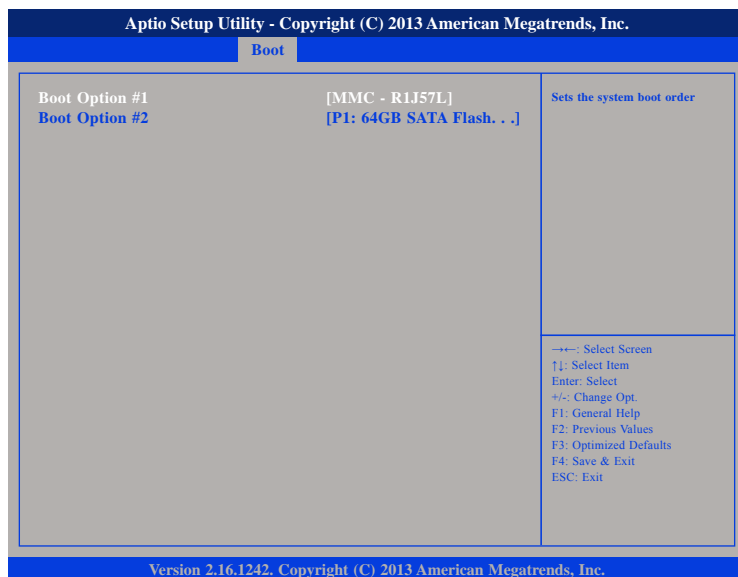 Aptio Setup Utility - Copyright (C) 2013 American Megatrends, Inc.
Boot
Boot Option #1 [MMC - R1J57L]
Boot Option #2 [P1: 64GB SATA Flash. . .]
Sets the system boot order
→←: Select Screen
↑↓: Select Item
Enter: Select
+/-: Change Opt.
F1: General Help
F2: Previous Values
F3: Optimized Defaults
F4: Save & Exit
ESC: Exit
Version 2.16.1242. Copyright (C) 2013 American Megatrends, Inc.